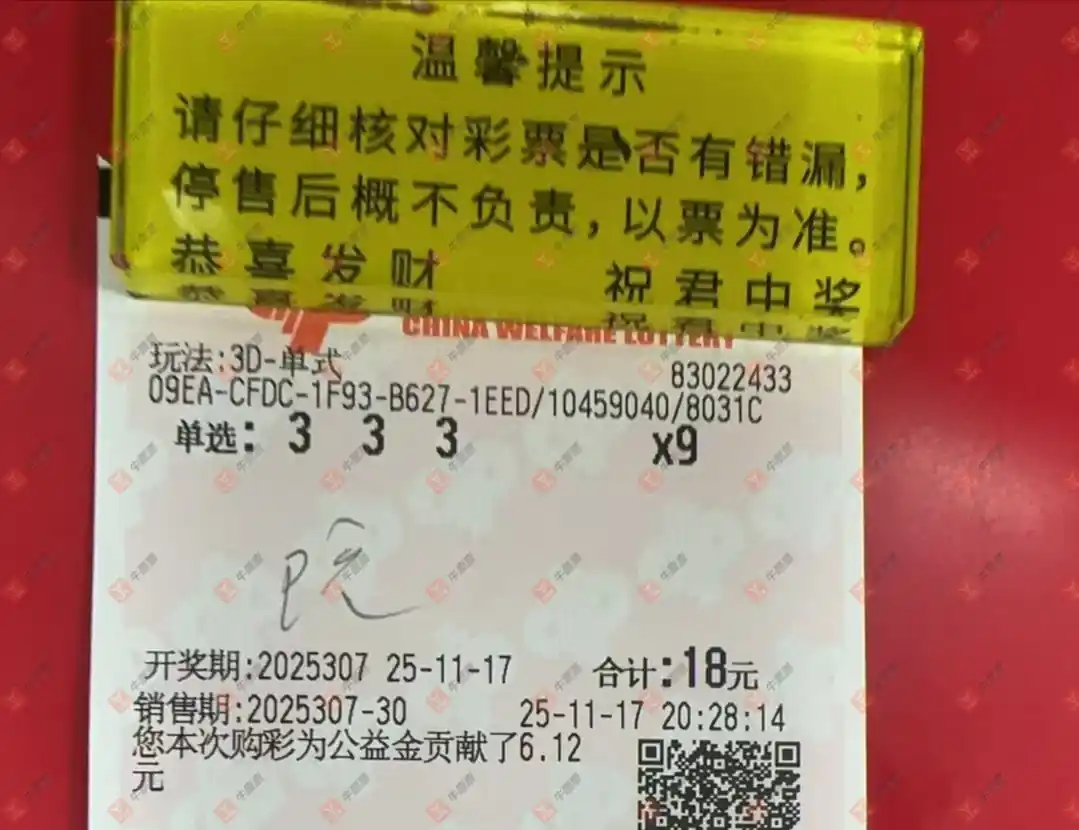 温馨提示
请仔细核对彩票是否有错漏，
停售后概不负责，以票为准。
恭喜发财 祝君中奖
CHINA WELFARE LOTTERY
玩法:3D-单式 83022433
09EA-CFDC-1F93-B627-1EED/10459040/8031C
单选: 3 3 3 x9
开奖期:2025307 25-11-17 合计:18元
销售期:2025307-30 25-11-17 20:28:14
您本次购彩为公益金贡献了6.12
元